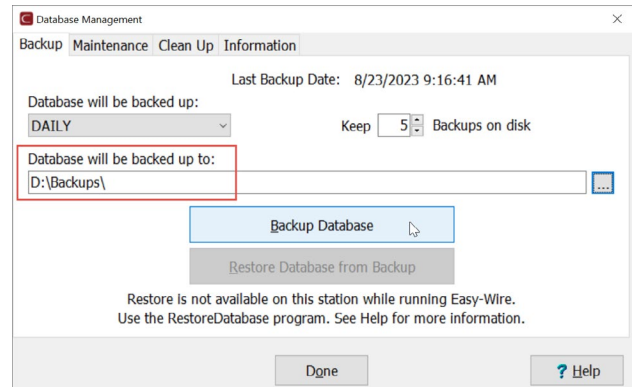 Database Management
Backup Maintenance Clean Up Information
Last Backup Date: 8/23/2023 9:16:41 AM
Database will be backed up:
DAILY Keep 5 Backups on disk
Database will be backed up to:
D:\Backups\ ...
Backup Database
Restore Database from Backup
Restore is not available on this station while running Easy-Wire.
Use the RestoreDatabase program. See Help for more information.
Done ? Help